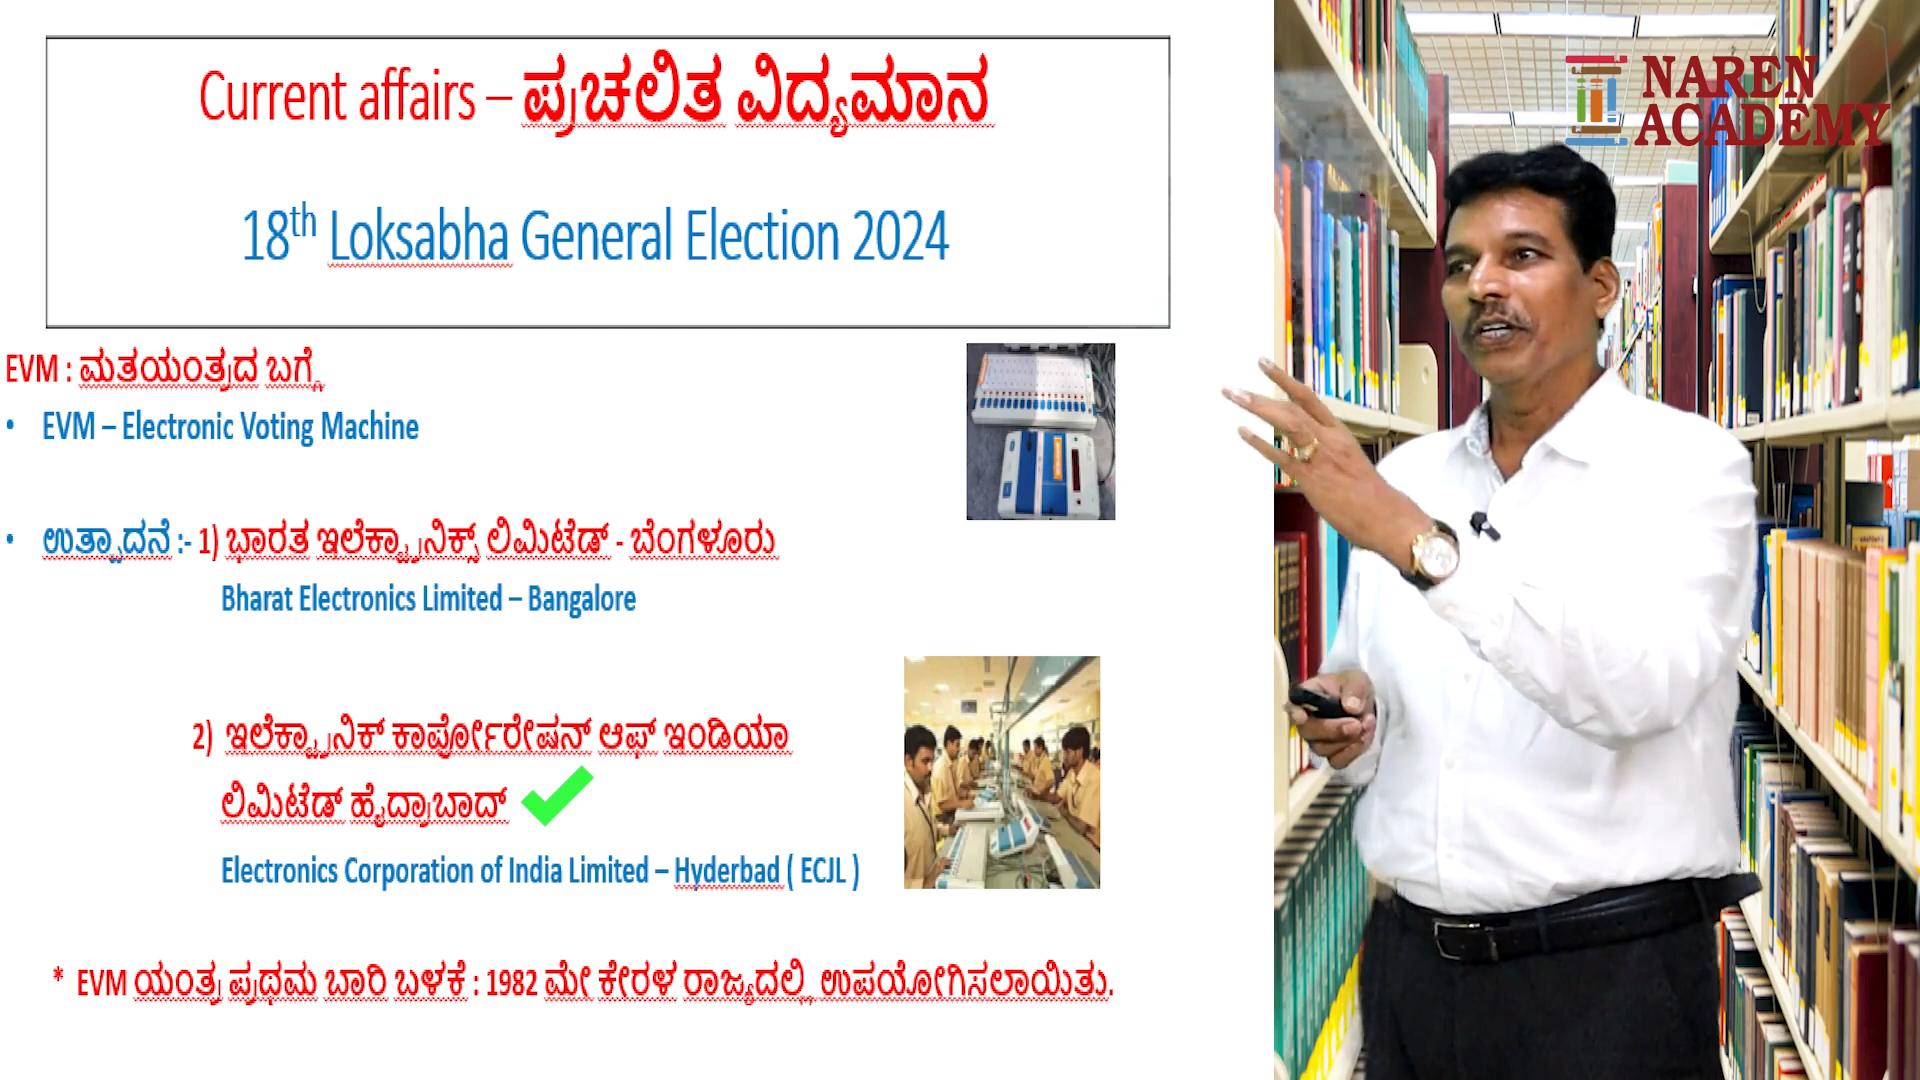 Current affairs – ಪ್ರಚಲಿತ ವಿದ್ಯಮಾನ
18th Loksabha General Election 2024
NAREN
ACADEMY
EVM : ಮತಯಂತ್ರದ ಬಗ್ಗೆ
• EVM – Electronic Voting Machine
• ಉತ್ಪಾದನೆ :- 1) ಭಾರತ ಇಲೆಕ್ಟ್ರಾನಿಕ್ಸ್ ಲಿಮಿಟೆಡ್ - ಬೆಂಗಳೂರು
Bharat Electronics Limited – Bangalore
2) ಇಲೆಕ್ಟ್ರಾನಿಕ್ ಕಾರ್ಪೋರೇಷನ್ ಆಫ್ ಇಂಡಿಯಾ
ಲಿಮಿಟೆಡ್ ಹೈದ್ರಾಬಾದ್
Electronics Corporation of India Limited – Hyderbad ( ECJL )
* EVM ಯಂತ್ರ ಪ್ರಥಮ ಬಾರಿ ಬಳಕೆ : 1982 ಮೇ ಕೇರಳ ರಾಜ್ಯದಲ್ಲಿ ಉಪಯೋಗಿಸಲಾಯಿತು.